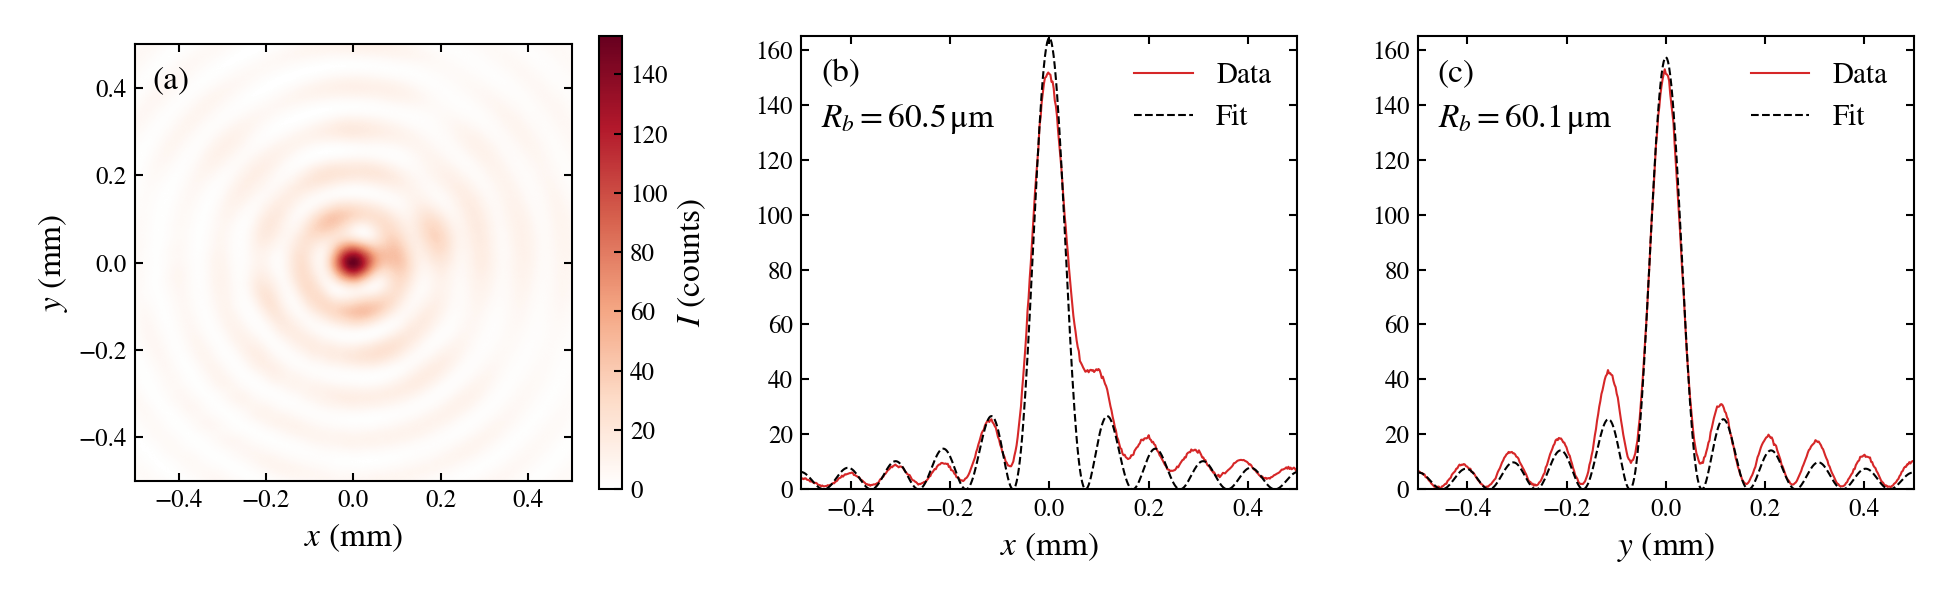 (a)
0.4
0.2
0.0
−0.2
−0.4
y (mm)
−0.4 −0.2 0.0 0.2 0.4
x (mm)
140
120
100
80
60
40
20
0
I (counts)
(b)
R_b = 60.5 μm
Data
Fit
160
140
120
100
80
60
40
20
0
−0.4 −0.2 0.0 0.2 0.4
x (mm)
(c)
R_b = 60.1 μm
Data
Fit
160
140
120
100
80
60
40
20
0
−0.4 −0.2 0.0 0.2 0.4
y (mm)